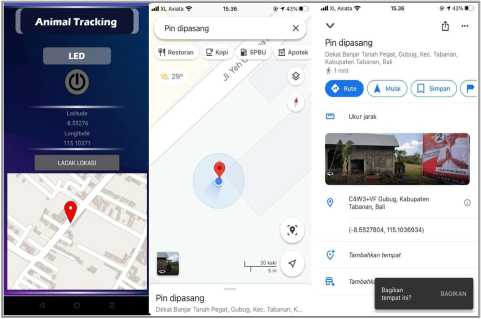 Animal Tracking
LED
Latitude
8.55276
Longitude
115.10371
LACAK LOKASI
XL Axiata
15.36
43%
Pin dipasang
Restoran
Kopi
SPBU
Apotek
29°
Jl. Yeh
20 kaki
5 m
Pin dipasang
Dekat Banjar Tanah Pegat, Gubug, Kec. Tabanan, K...
XL Axiata
15.36
43%
Pin dipasang
Dekat Banjar Tanah Pegat, Gubug, Kec. Tabanan,
Kabupaten Tabanan, Bali
1 mnt
Rute
Mulai
Simpan
Ukur jarak
C4W3+VF Gubug, Kabupaten
Tabanan, Bali
(-8.5527804, 115.1036934)
Tambahkan tempat
Bagikan
tempat ini?
BAGIKAN